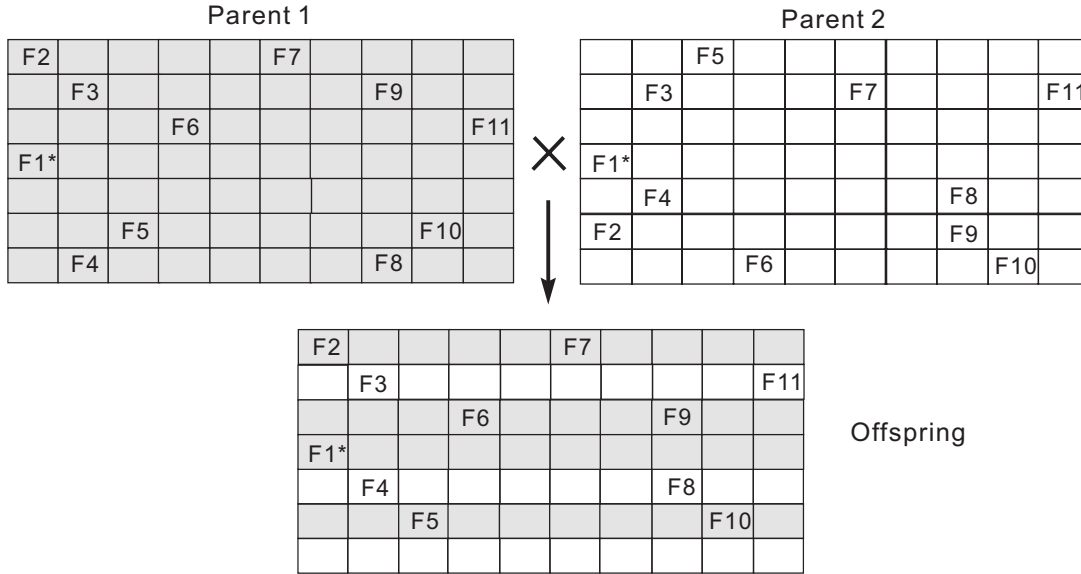 Parent 1
Parent 2
F2 F7
F3 F9
F6 F11
F1*
F5 F10
F4 F8
F5
F3 F7 F11
F1*
F4 F8
F2 F9
F6 F10
F2 F7
F3 F11
F6 F9
F1*
F4 F8
F5 F10
Offspring